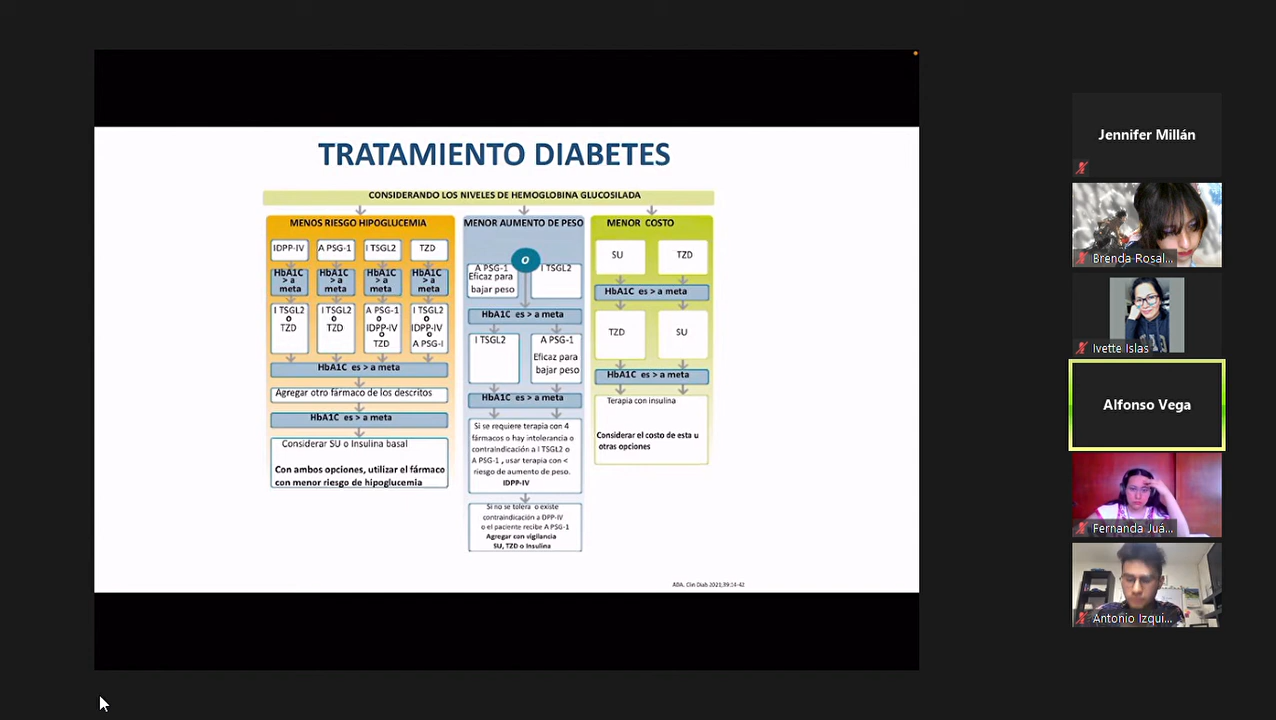 TRATAMIENTO DIABETES
CONSIDERANDO LOS NIVELES DE HEMOGLOBINA GLUCOSILADA
MENOS RIESGO HIPOGLUCEMIA
IDPP-IV
A PSG-1
I TSGL2
TZD
HbA1C
> a
meta
HbA1C
> a
meta
HbA1C
> a
meta
HbA1C
> a
meta
I TSGL2
o
TZD
I TSGL2
o
TZD
A PSG-1
o
IDPP-IV
o
TZD
I TSGL2
o
IDPP-IV
o
A PSG-I
HbA1C es > a meta
Agregar otro fármaco de los descritos
HbA1C es > a meta
Considerar SU o Insulina basal
Con ambos opciones, utilizar el fármaco
con menor riesgo de hipoglucemia
MENOR AUMENTO DE PESO
o
A PSG-1
Eficaz para
bajar peso
I TSGL2
HbA1C es > a meta
I TSGL2
A PSG-1
Eficaz para
bajar peso
HbA1C es > a meta
Si se requiere terapia con 4
fármacos o hay intolerancia o
contraindicación a I TSGL2 o
A PSG-1 , usar terapia con <
riesgo de aumento de peso.
IDPP-IV
Si no se tolera o existe
contraindicación a DPP-IV
o el paciente recibe A PSG-1
Agregar con vigilancia
SU, TZD o Insulina
MENOR COSTO
SU
TZD
HbA1C es > a meta
TZD
SU
HbA1C es > a meta
Terapia con insulina
Considerar el costo de esta u
otras opciones
ADA. Clin Diab 2021;39:14-42
Jennifer Millán
Brenda Rosal...
Ivette Islas
Alfonso Vega
Fernanda Juá...
Antonio Izqui...